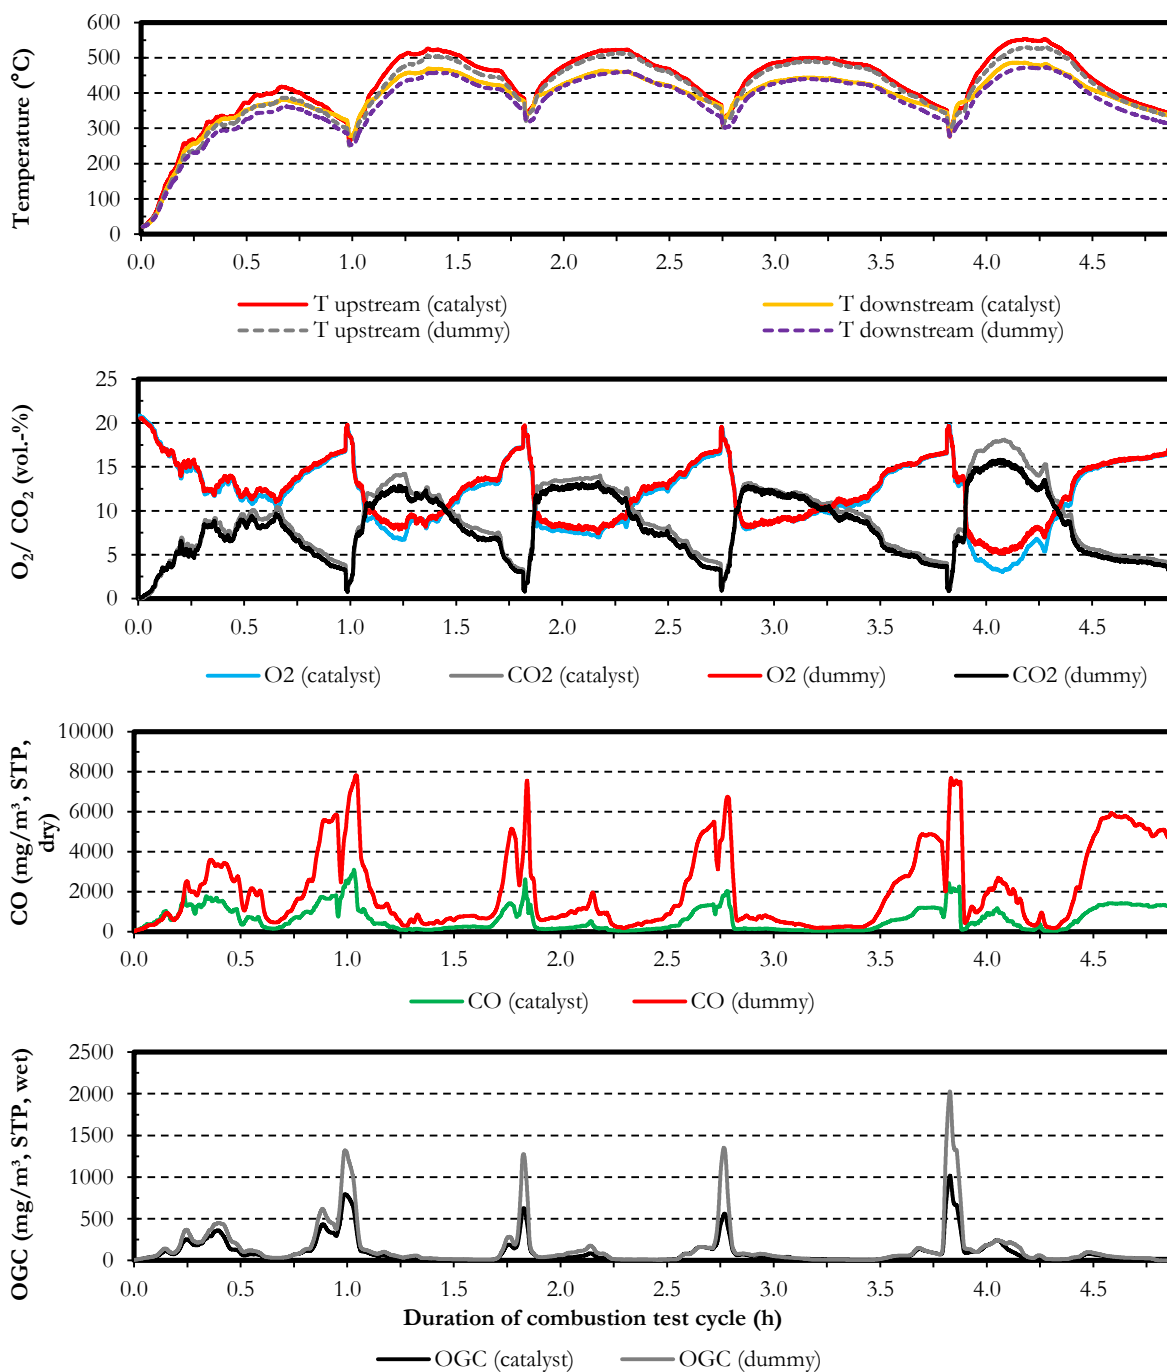 Temperature (°C)
600
500
400
300
200
100
0
0.0 0.5 1.0 1.5 2.0 2.5 3.0 3.5 4.0 4.5
T upstream (catalyst) T downstream (catalyst)
T upstream (dummy) T downstream (dummy)
O₂/ CO₂ (vol.-%)
25
20
15
10
5
0
0.0 0.5 1.0 1.5 2.0 2.5 3.0 3.5 4.0 4.5
O2 (catalyst) CO2 (catalyst) O2 (dummy) CO2 (dummy)
CO (mg/m³, STP,
dry)
10000
8000
6000
4000
2000
0
0.0 0.5 1.0 1.5 2.0 2.5 3.0 3.5 4.0 4.5
CO (catalyst) CO (dummy)
OGC (mg/m³, STP, wet)
2500
2000
1500
1000
500
0
0.0 0.5 1.0 1.5 2.0 2.5 3.0 3.5 4.0 4.5
Duration of combustion test cycle (h)
OGC (catalyst) OGC (dummy)